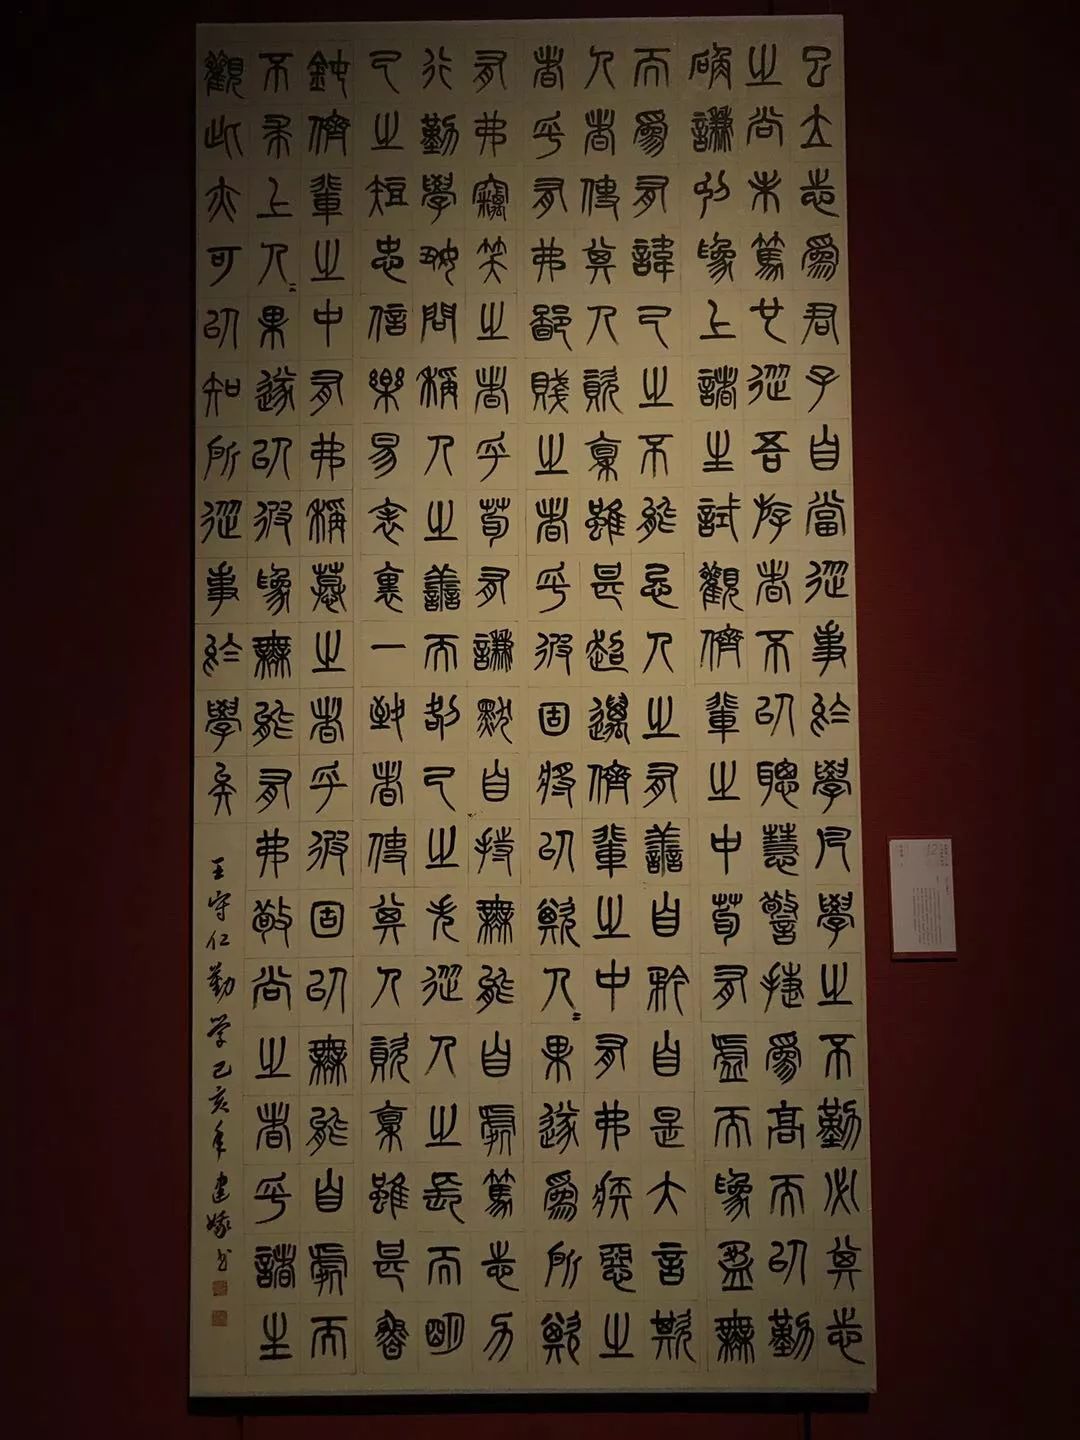 已立志為君子自當從事於學凡學之不勤必其志
之尚未篤也從吾游者不以聰慧警捷為高而以勤
確謙抑為上諸生試觀儕輩之中苟有虛而為盈無
而為有諱己之不能忌人之有善自矜自是大言欺
人者使其人資稟雖甚超邁儕輩之中有弗疾惡之
者乎有弗鄙賤之者乎彼固將以欺人々果遂為所欺
有弗竊笑之者乎苟有謙默自持無能自處篤志力
行勤學好問稱人之善而咎己之失從人之長而明
己之短忠信樂易表裏一致者使其人資稟雖甚魯
鈍儕輩之中有弗稱慕之者乎彼固以無能自處而
不求上人々果遂以彼為無能有弗敬尚之者乎諸生
觀此亦可以知所從事於學矣
王守仁勤学己亥年建娥书